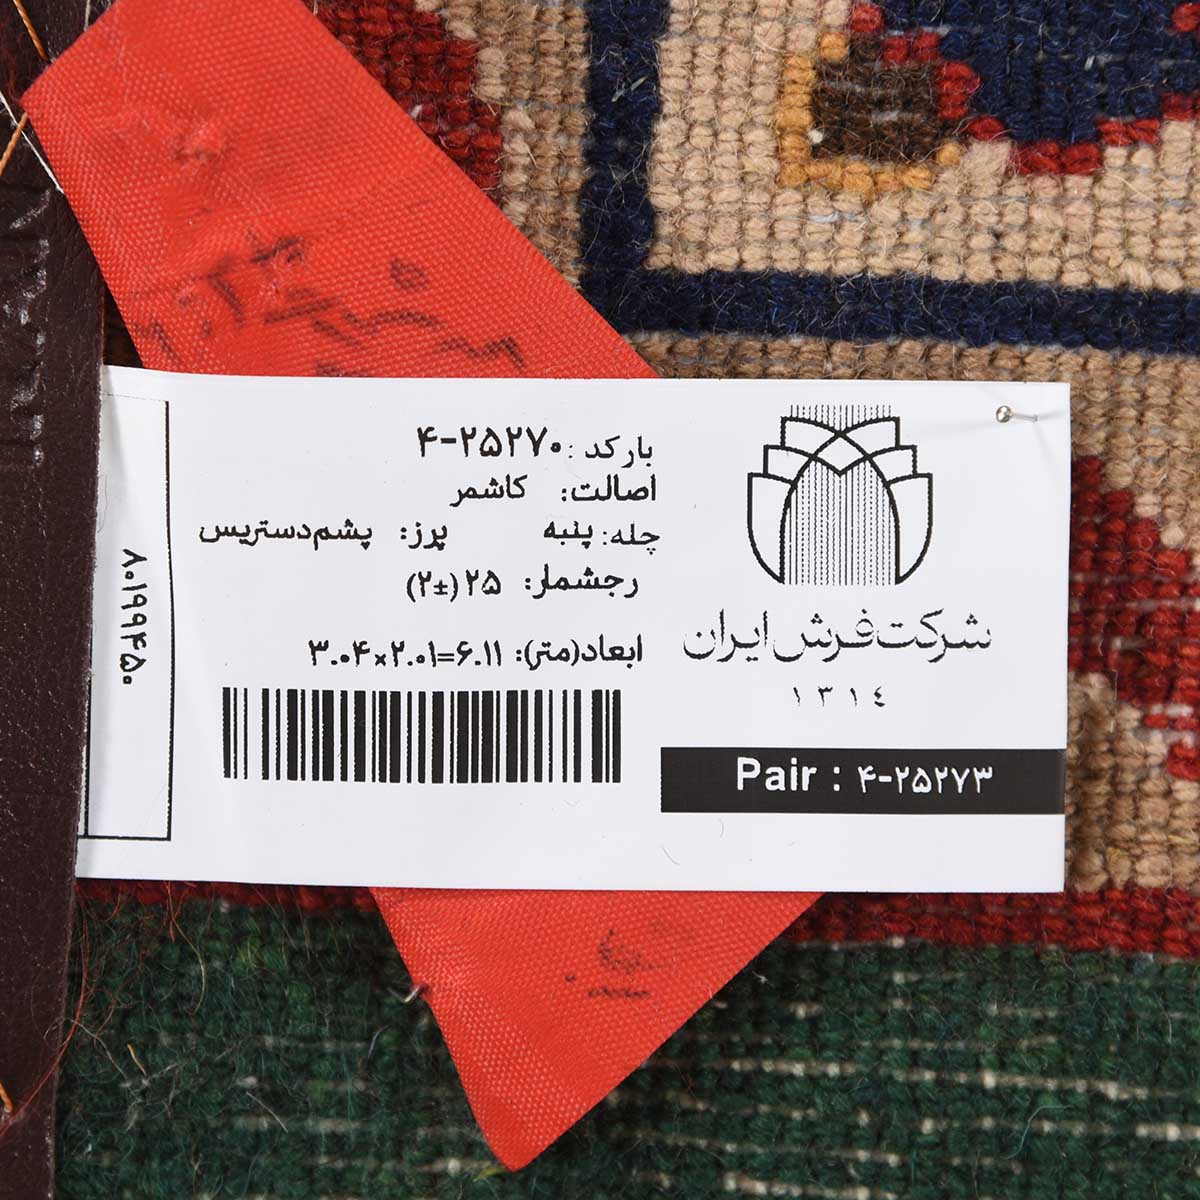 بارکد: ۴-۲۵۲۷۰
اصالت: کاشمر
چله: پنبه پرز: پشم‌دستریس
رجشمار: ۲۵ (±۲)
ابعاد(متر): ۳.۰۴×۲.۰۱=۶.۱۱
شرکت فرش ایران
۱۳۱٤
Pair : ۴-۲۵۲۷۳
۸۰۱۹۹۴۵۰